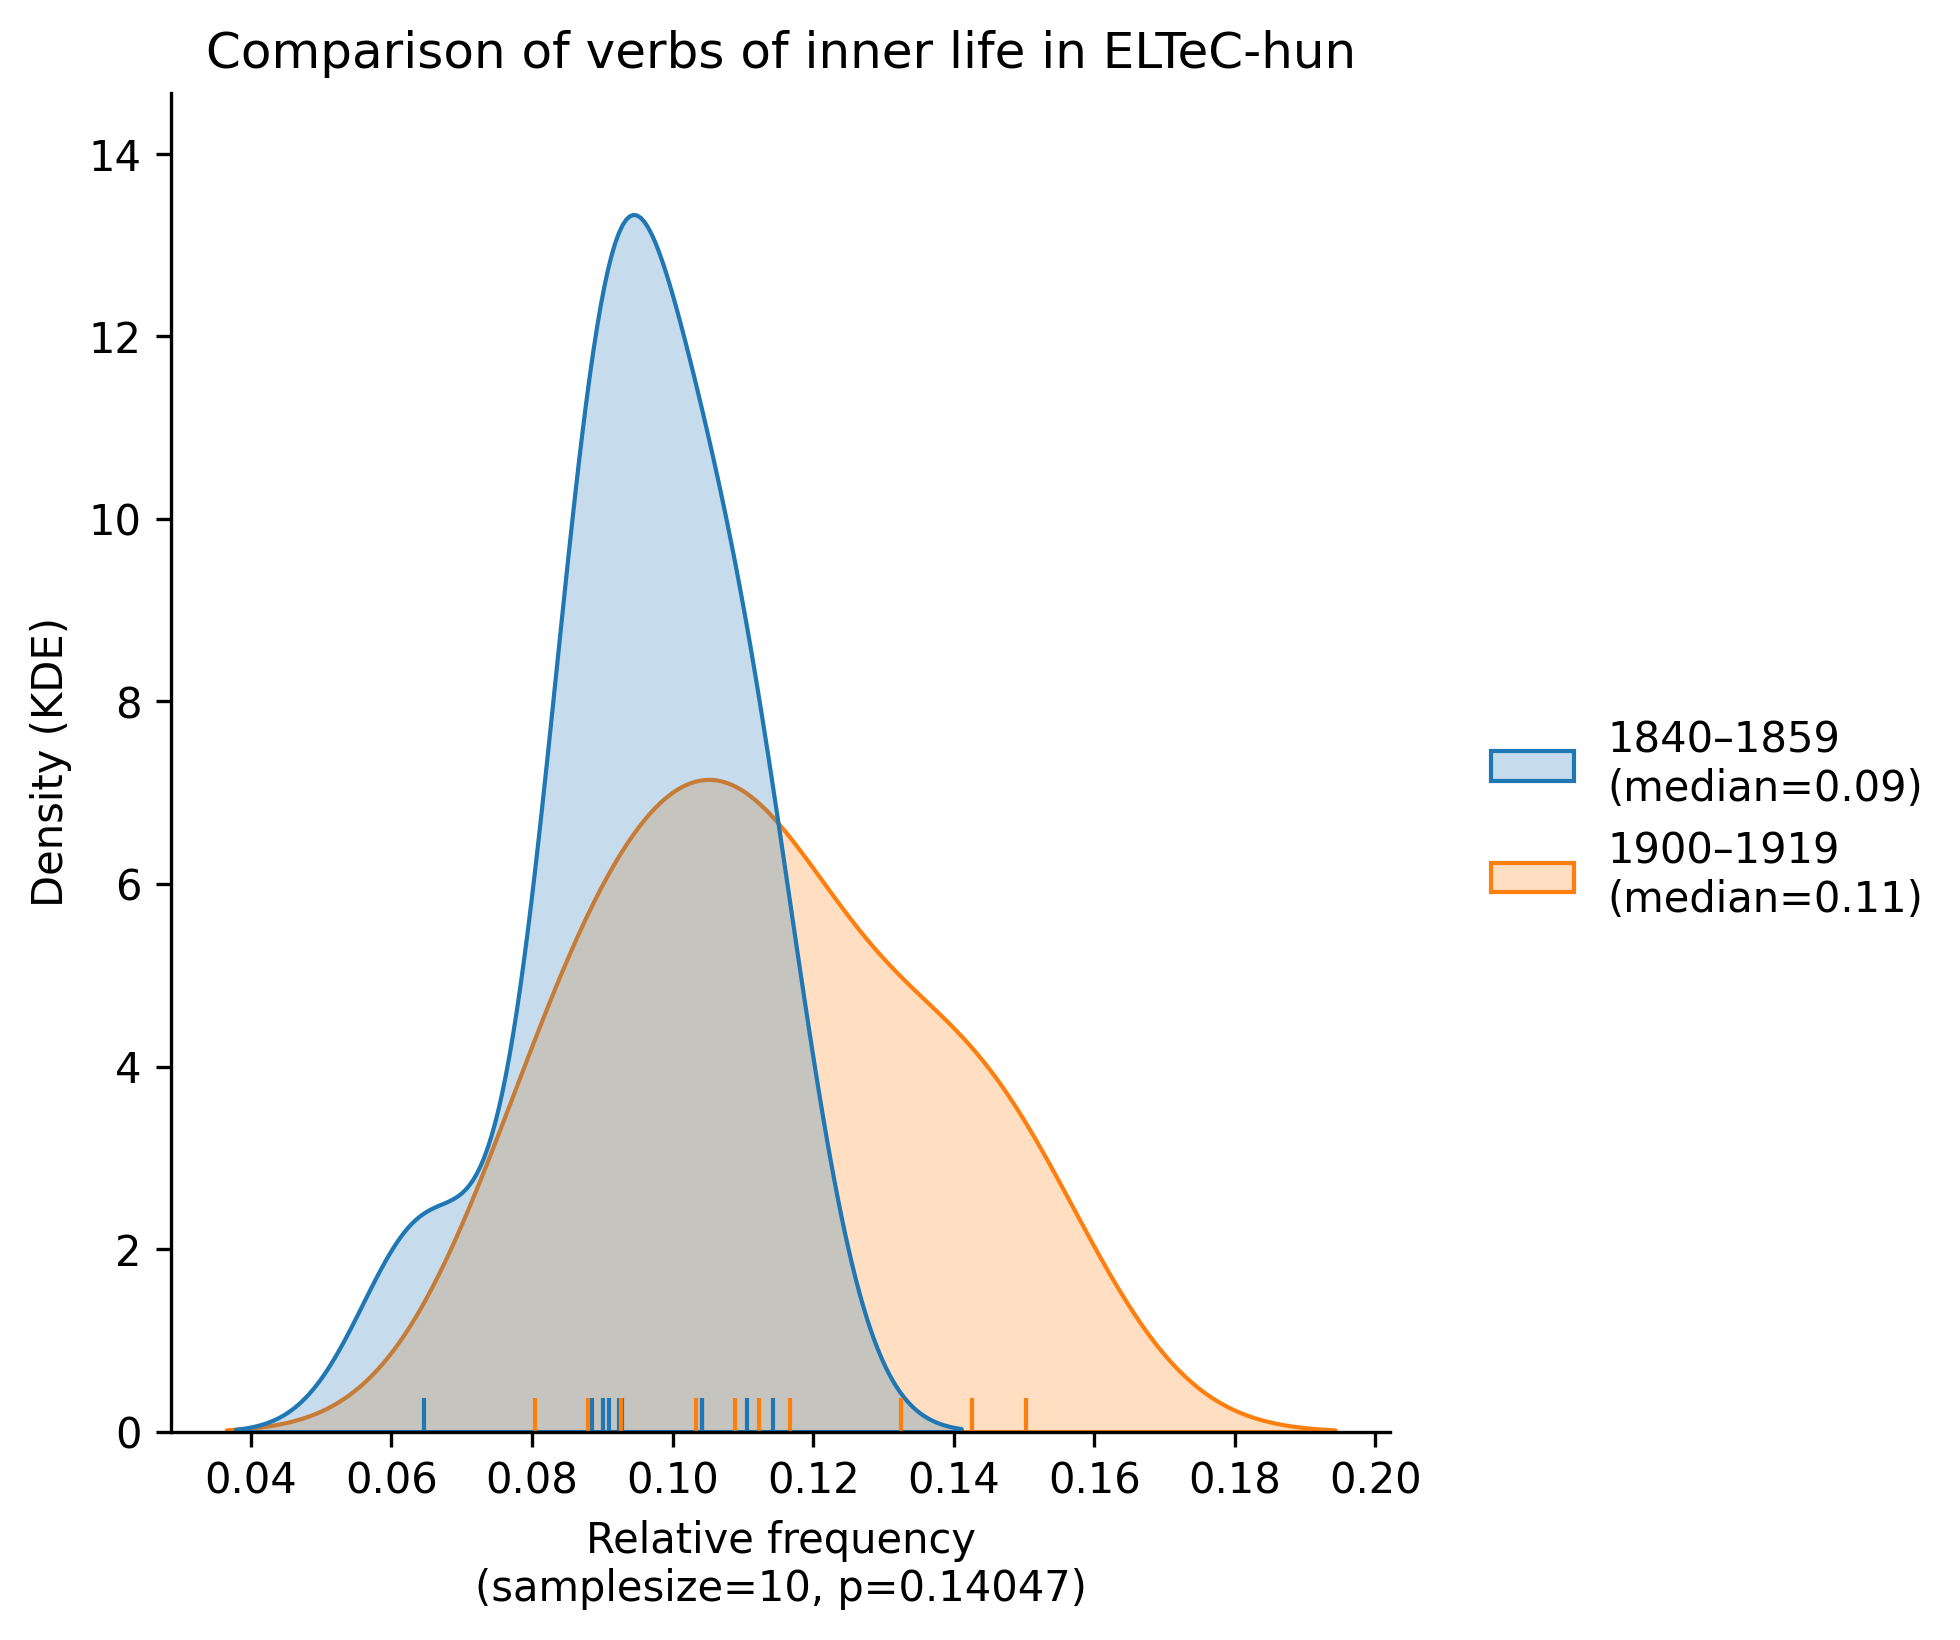 Comparison of verbs of inner life in ELTeC-hun
14
12
10
8
6
4
2
0
Density (KDE)
0.04 0.06 0.08 0.10 0.12 0.14 0.16 0.18 0.20
Relative frequency
(samplesize=10, p=0.14047)
1840–1859
(median=0.09)
1900–1919
(median=0.11)